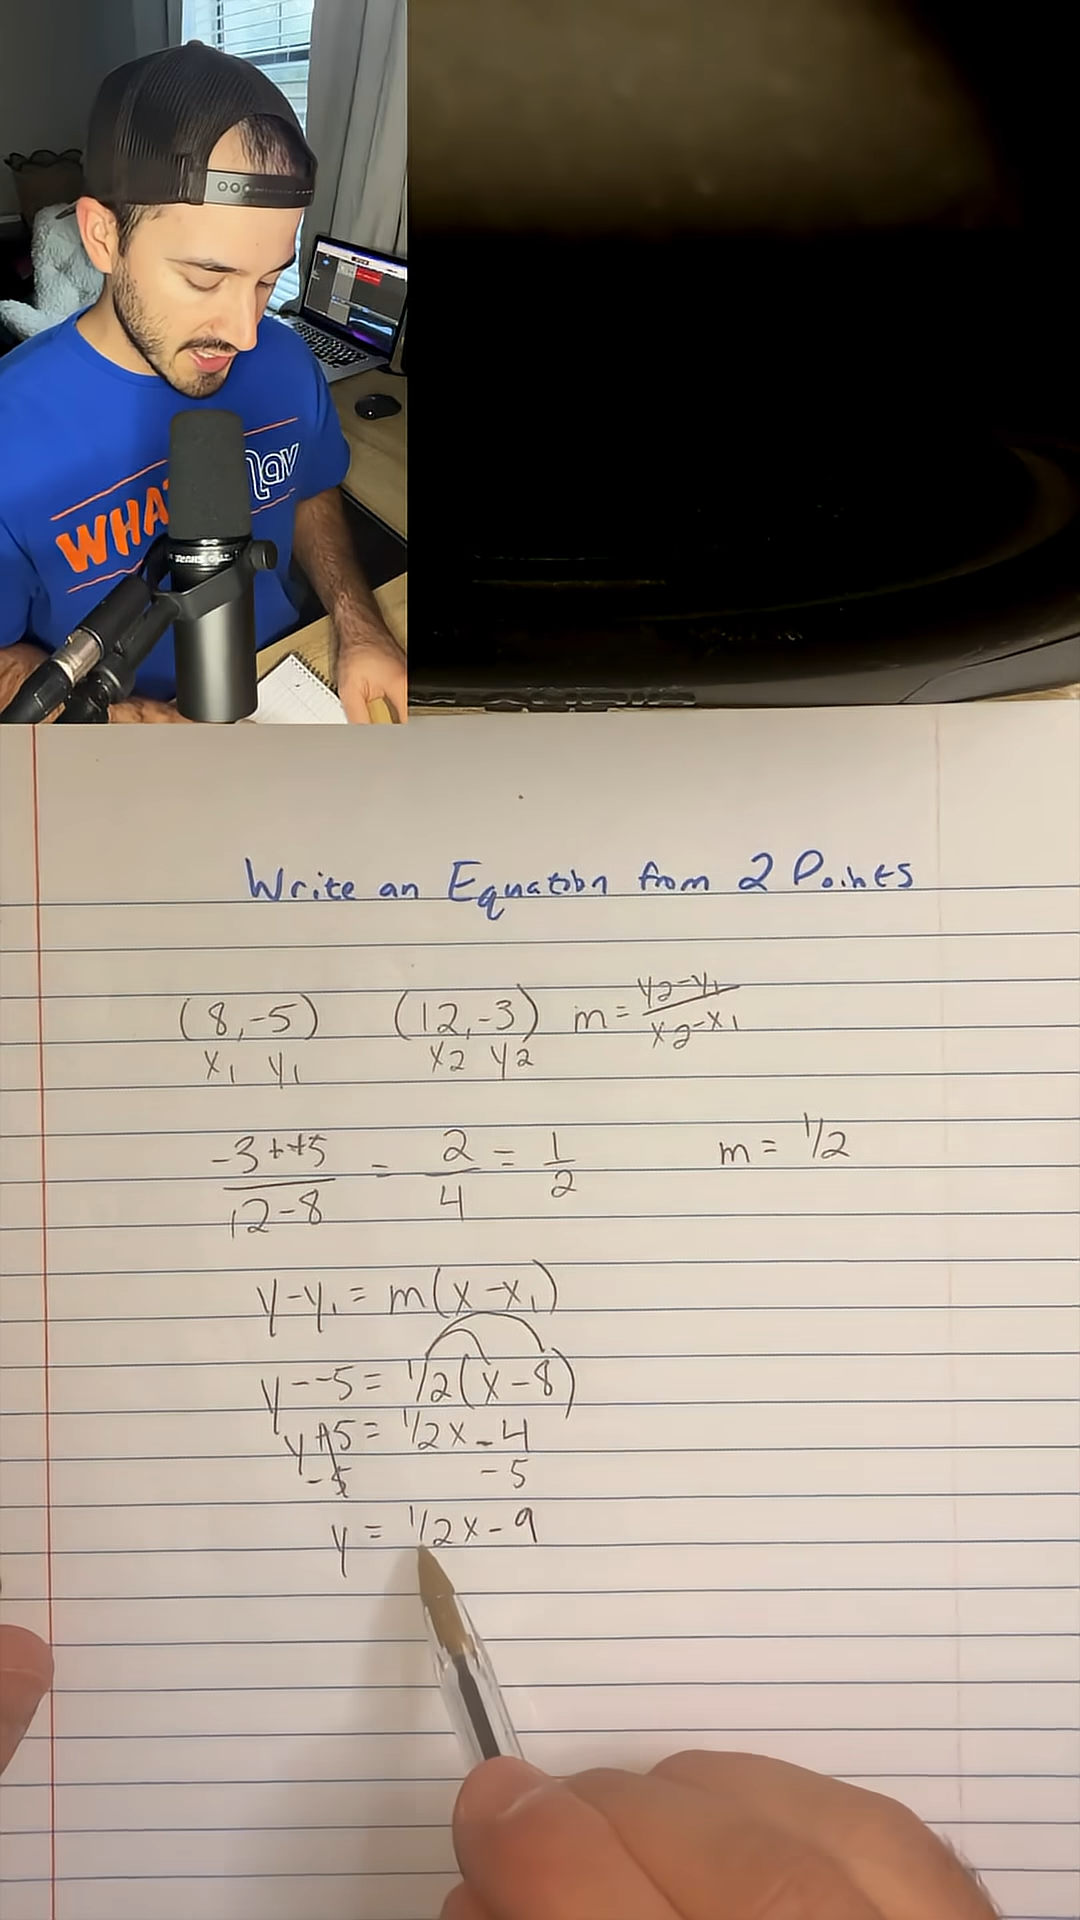 WHAT
Write an Equation from 2 Points
(8,-5) (12,-3) m = y2-y1 / x2-x1
x1 y1 x2 y2
-3++5 / 12-8 = 2/4 = 1/2 m = 1/2
y-y1 = m(x-x1)
y--5 = 1/2(x-8)
y+5 = 1/2x-4
-5 -5
y = 1/2x-9